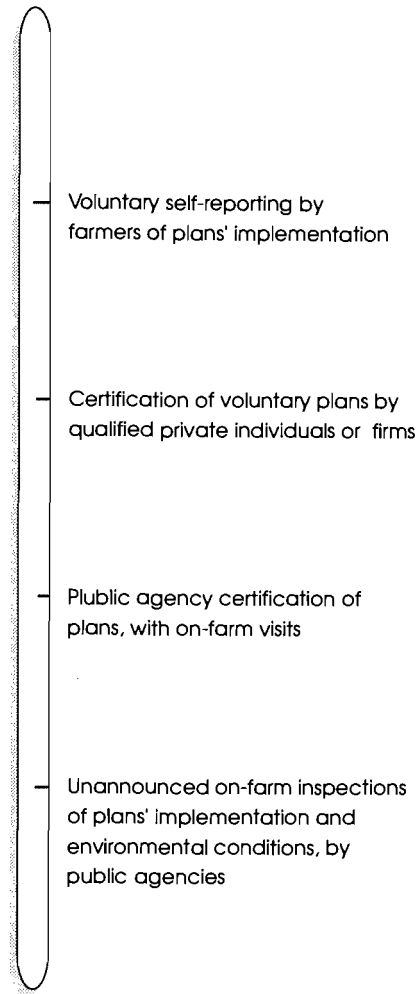 Voluntary self-reporting by
farmers of plans' implementation
Certification of voluntary plans by
qualified private individuals or firms
Plublic agency certification of
plans, with on-farm visits
Unannounced on-farm inspections
of plans' implementation and
environmental conditions, by
public agencies